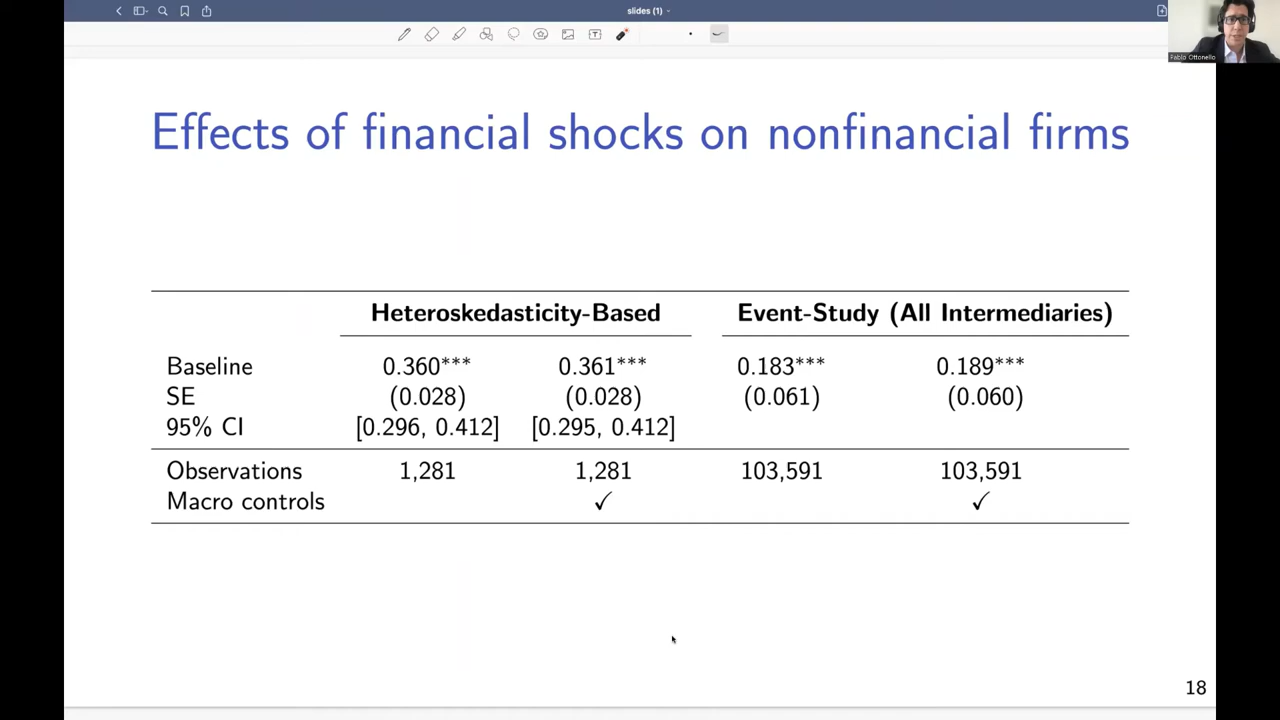 slides (1)
Pablo Ottonello
Effects of financial shocks on nonfinancial firms
Heteroskedasticity-Based Event-Study (All Intermediaries)
Baseline 0.360*** 0.361*** 0.183*** 0.189***
SE (0.028) (0.028) (0.061) (0.060)
95% CI [0.296, 0.412] [0.295, 0.412]
Observations 1,281 1,281 103,591 103,591
Macro controls ✓ ✓
18